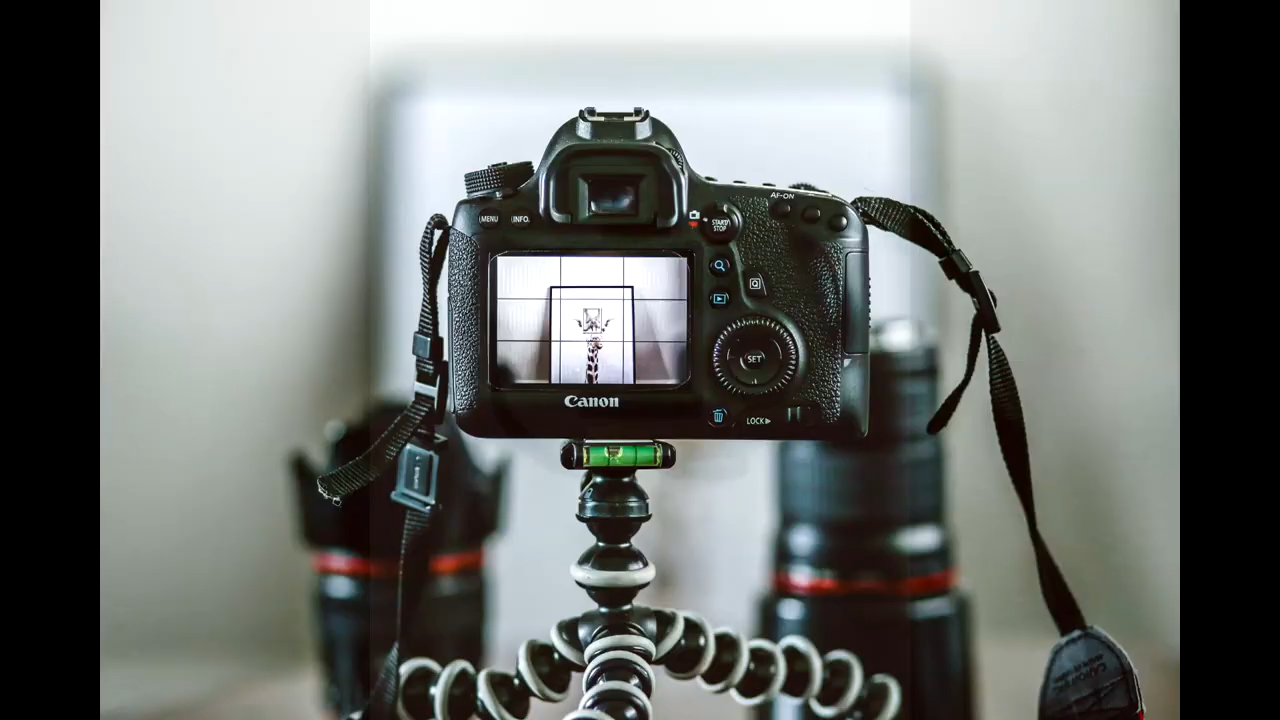 AF-ON
MENU
INFO.
START/
STOP
Q
SET
Canon
LOCK